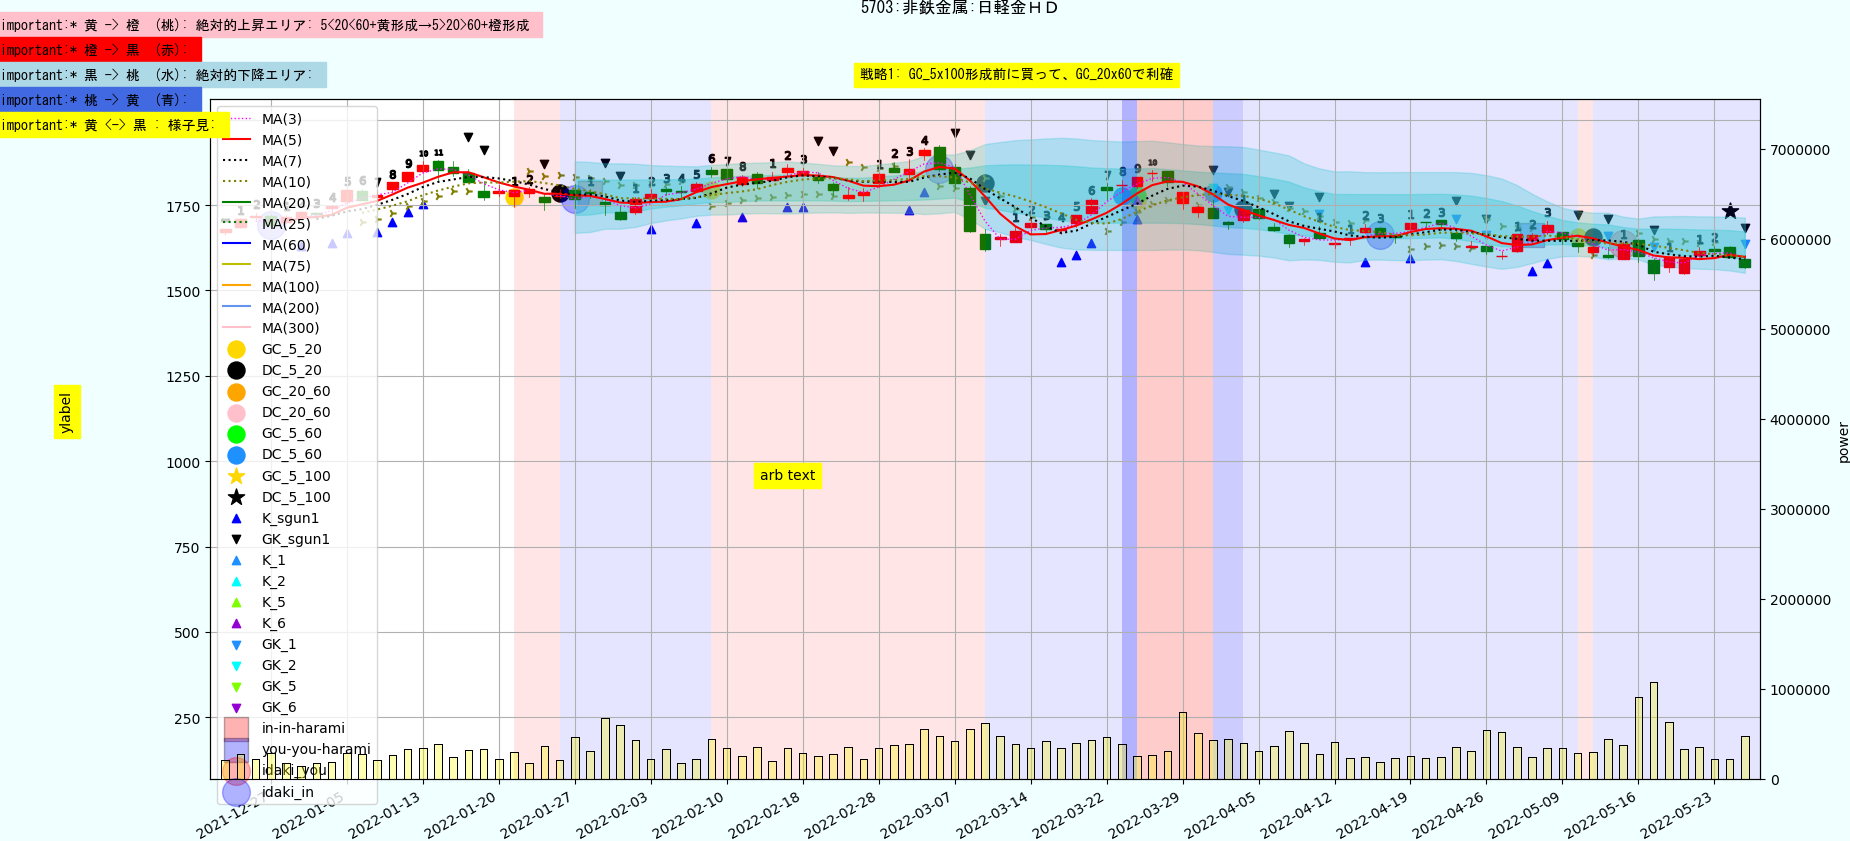 5703:非鉄金属:日軽金ＨＤ
important:* 黄 -> 橙 (桃): 絶対的上昇エリア: 5<20<60+黄形成→5>20>60+橙形成
important:* 橙 -> 黒 (赤):
important:* 黒 -> 桃 (水): 絶対的下降エリア:
戦略1: GC_5x100形成前に買って、GC_20x60で利確
important:* 桃 -> 黄 (青):
important:* 黄 <-> 黒 : 様子見:
MA(3)
MA(5)
MA(7)
MA(10)
MA(20)
MA(25)
MA(60)
MA(75)
MA(100)
MA(200)
MA(300)
GC_5_20
DC_5_20
GC_20_60
DC_20_60
GC_5_60
DC_5_60
GC_5_100
DC_5_100
K_sgun1
GK_sgun1
K_1
K_2
K_5
K_6
GK_1
GK_2
GK_5
GK_6
in-in-harami
you-you-harami
idaki_you
idaki_in
1750
1500
1250
1000
750
500
250
ylabel
arb text
7000000
6000000
5000000
4000000
3000000
2000000
1000000
0
power
2021-12-27
2022-01-05
2022-01-13
2022-01-20
2022-01-27
2022-02-03
2022-02-10
2022-02-18
2022-02-28
2022-03-07
2022-03-14
2022-03-22
2022-03-29
2022-04-05
2022-04-12
2022-04-19
2022-04-26
2022-05-09
2022-05-16
2022-05-23